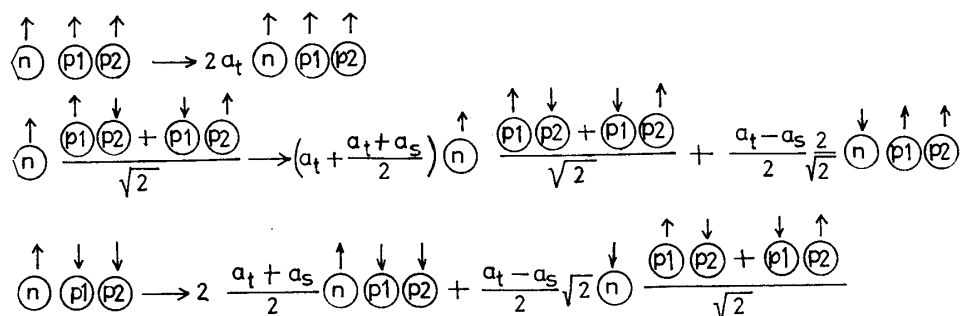 ↑ ↑ ↑ ↑ ↑ ↑
n p1 p2 → 2 a_t n p1 p2
↑ ↑ ↓ ↓ ↑ ↑ ↑ ↓ ↓ ↑ ↓ ↑ ↑
n (p1 p2 + p1 p2)/√2 → (a_t + (a_t + a_s)/2) n (p1 p2 + p1 p2)/√2 + (a_t − a_s)/2 2/√2 n p1 p2
↑ ↓ ↓ ↑ ↓ ↓ ↓ ↑ ↓ ↓ ↑
n p1 p2 → 2 (a_t + a_s)/2 n p1 p2 + (a_t − a_s)/2 √2 n (p1 p2 + p1 p2)/√2